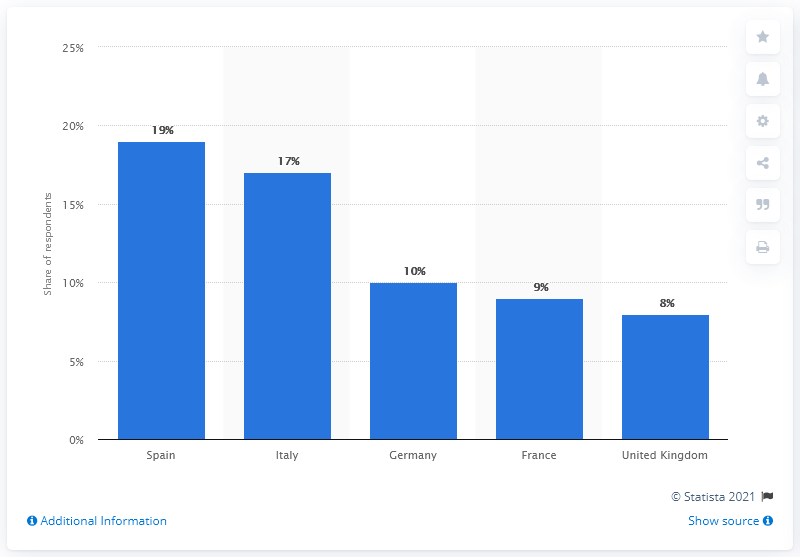 25%
20%
15%
10%
5%
0%
Share of respondents
19%
17%
10%
9%
8%
Spain
Italy
Germany
France
United Kingdom
© Statista 2021
Additional Information
Show source